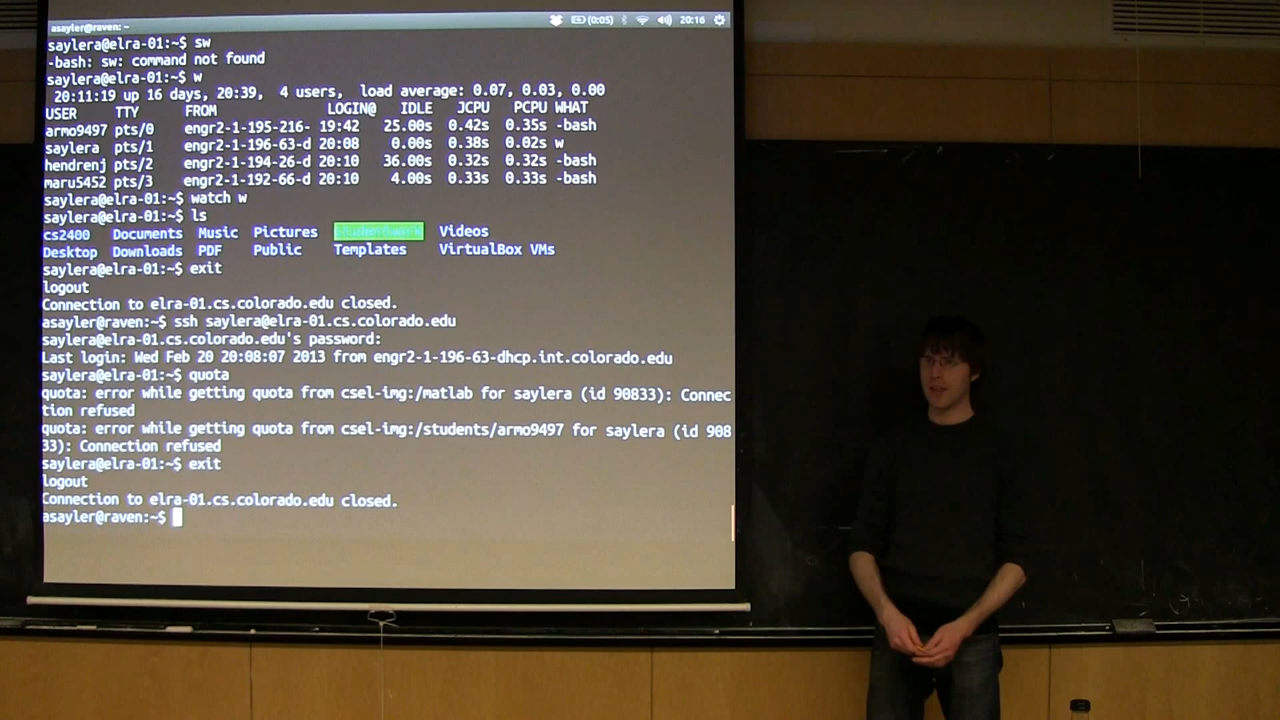 asayler@raven: ~ (0:05) 20:16
saylera@elra-01:~$ sw
-bash: sw: command not found
saylera@elra-01:~$ w
20:11:19 up 16 days, 20:39, 4 users, load average: 0.07, 0.03, 0.00
USER TTY FROM LOGIN@ IDLE JCPU PCPU WHAT
armo9497 pts/0 engr2-1-195-216- 19:42 25.00s 0.42s 0.35s -bash
saylera pts/1 engr2-1-196-63-d 20:08 0.00s 0.38s 0.02s w
hendrenj pts/2 engr2-1-194-26-d 20:10 36.00s 0.32s 0.32s -bash
maru5452 pts/3 engr2-1-192-66-d 20:10 4.00s 0.33s 0.33s -bash
saylera@elra-01:~$ watch w
saylera@elra-01:~$ ls
cs2400 Documents Music Pictures Videos
Desktop Downloads PDF Public Templates VirtualBox VMs
saylera@elra-01:~$ exit
logout
Connection to elra-01.cs.colorado.edu closed.
asayler@raven:~$ ssh saylera@elra-01.cs.colorado.edu
saylera@elra-01.cs.colorado.edu's password:
Last login: Wed Feb 20 20:08:07 2013 from engr2-1-196-63-dhcp.int.colorado.edu
saylera@elra-01:~$ quota
quota: error while getting quota from csel-img:/matlab for saylera (id 90833): Connec
tion refused
quota: error while getting quota from csel-img:/students/armo9497 for saylera (id 908
33): Connection refused
saylera@elra-01:~$ exit
logout
Connection to elra-01.cs.colorado.edu closed.
asayler@raven:~$